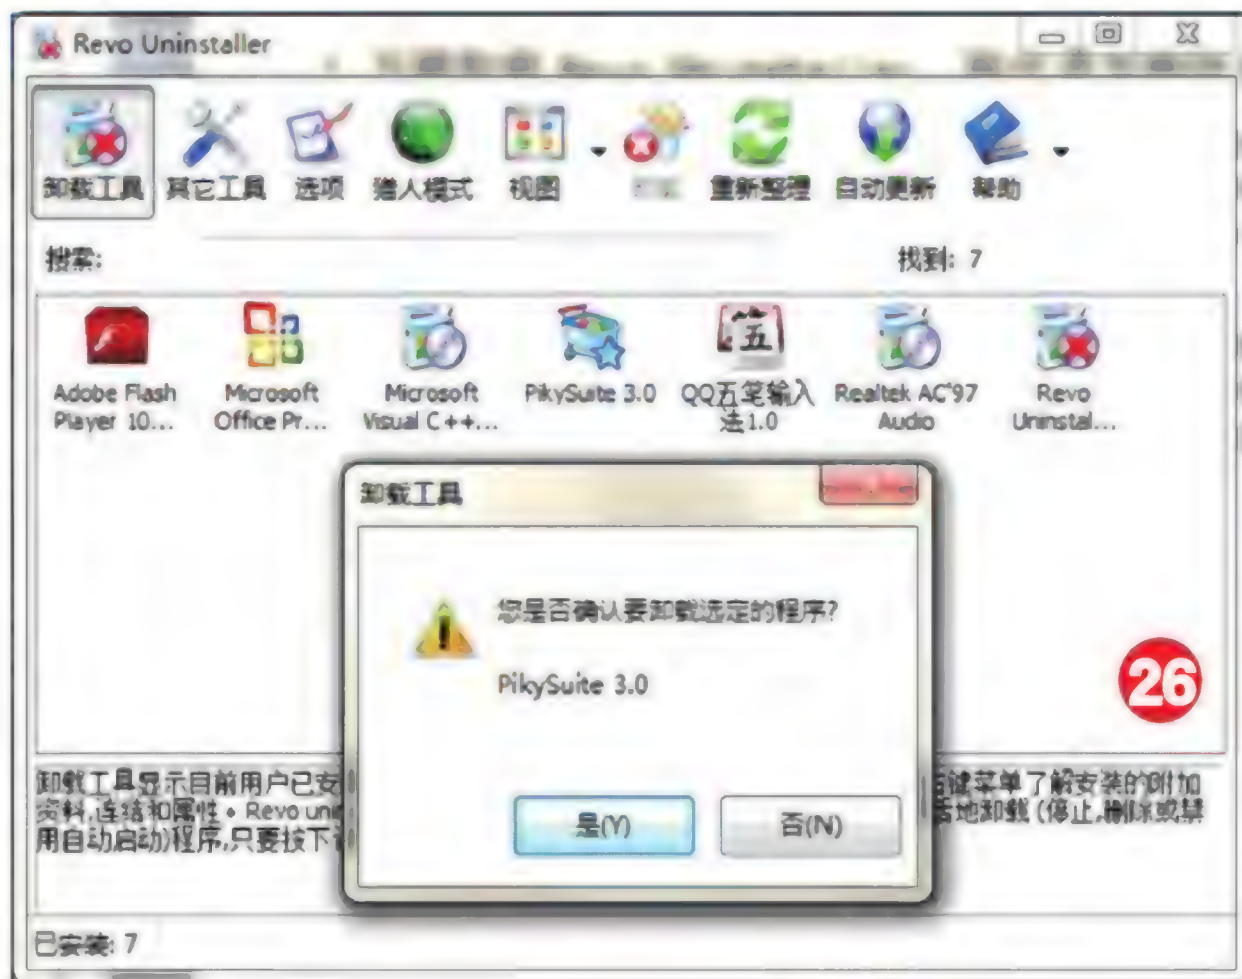 Revo Uninstaller
卸载工具 其它工具 选项 猎人模式 视图 重新整理 自动更新 帮助
搜索: 找到: 7
Adobe Flash Player 10...
Microsoft Office Pr...
Microsoft Visual C++...
PikySuite 3.0
QQ五笔输入法1.0
Realtek AC'97 Audio
Revo Uninstal...
卸载工具
您是否确认要卸载选定的程序?
PikySuite 3.0
是(Y) 否(N)
26
卸载工具显示目前用户已安 键菜单了解安装的附加
资料,连结和属性。Revo uni 地卸载(停止,删除或禁
用自动启动)程序,只要按下
已安装: 7